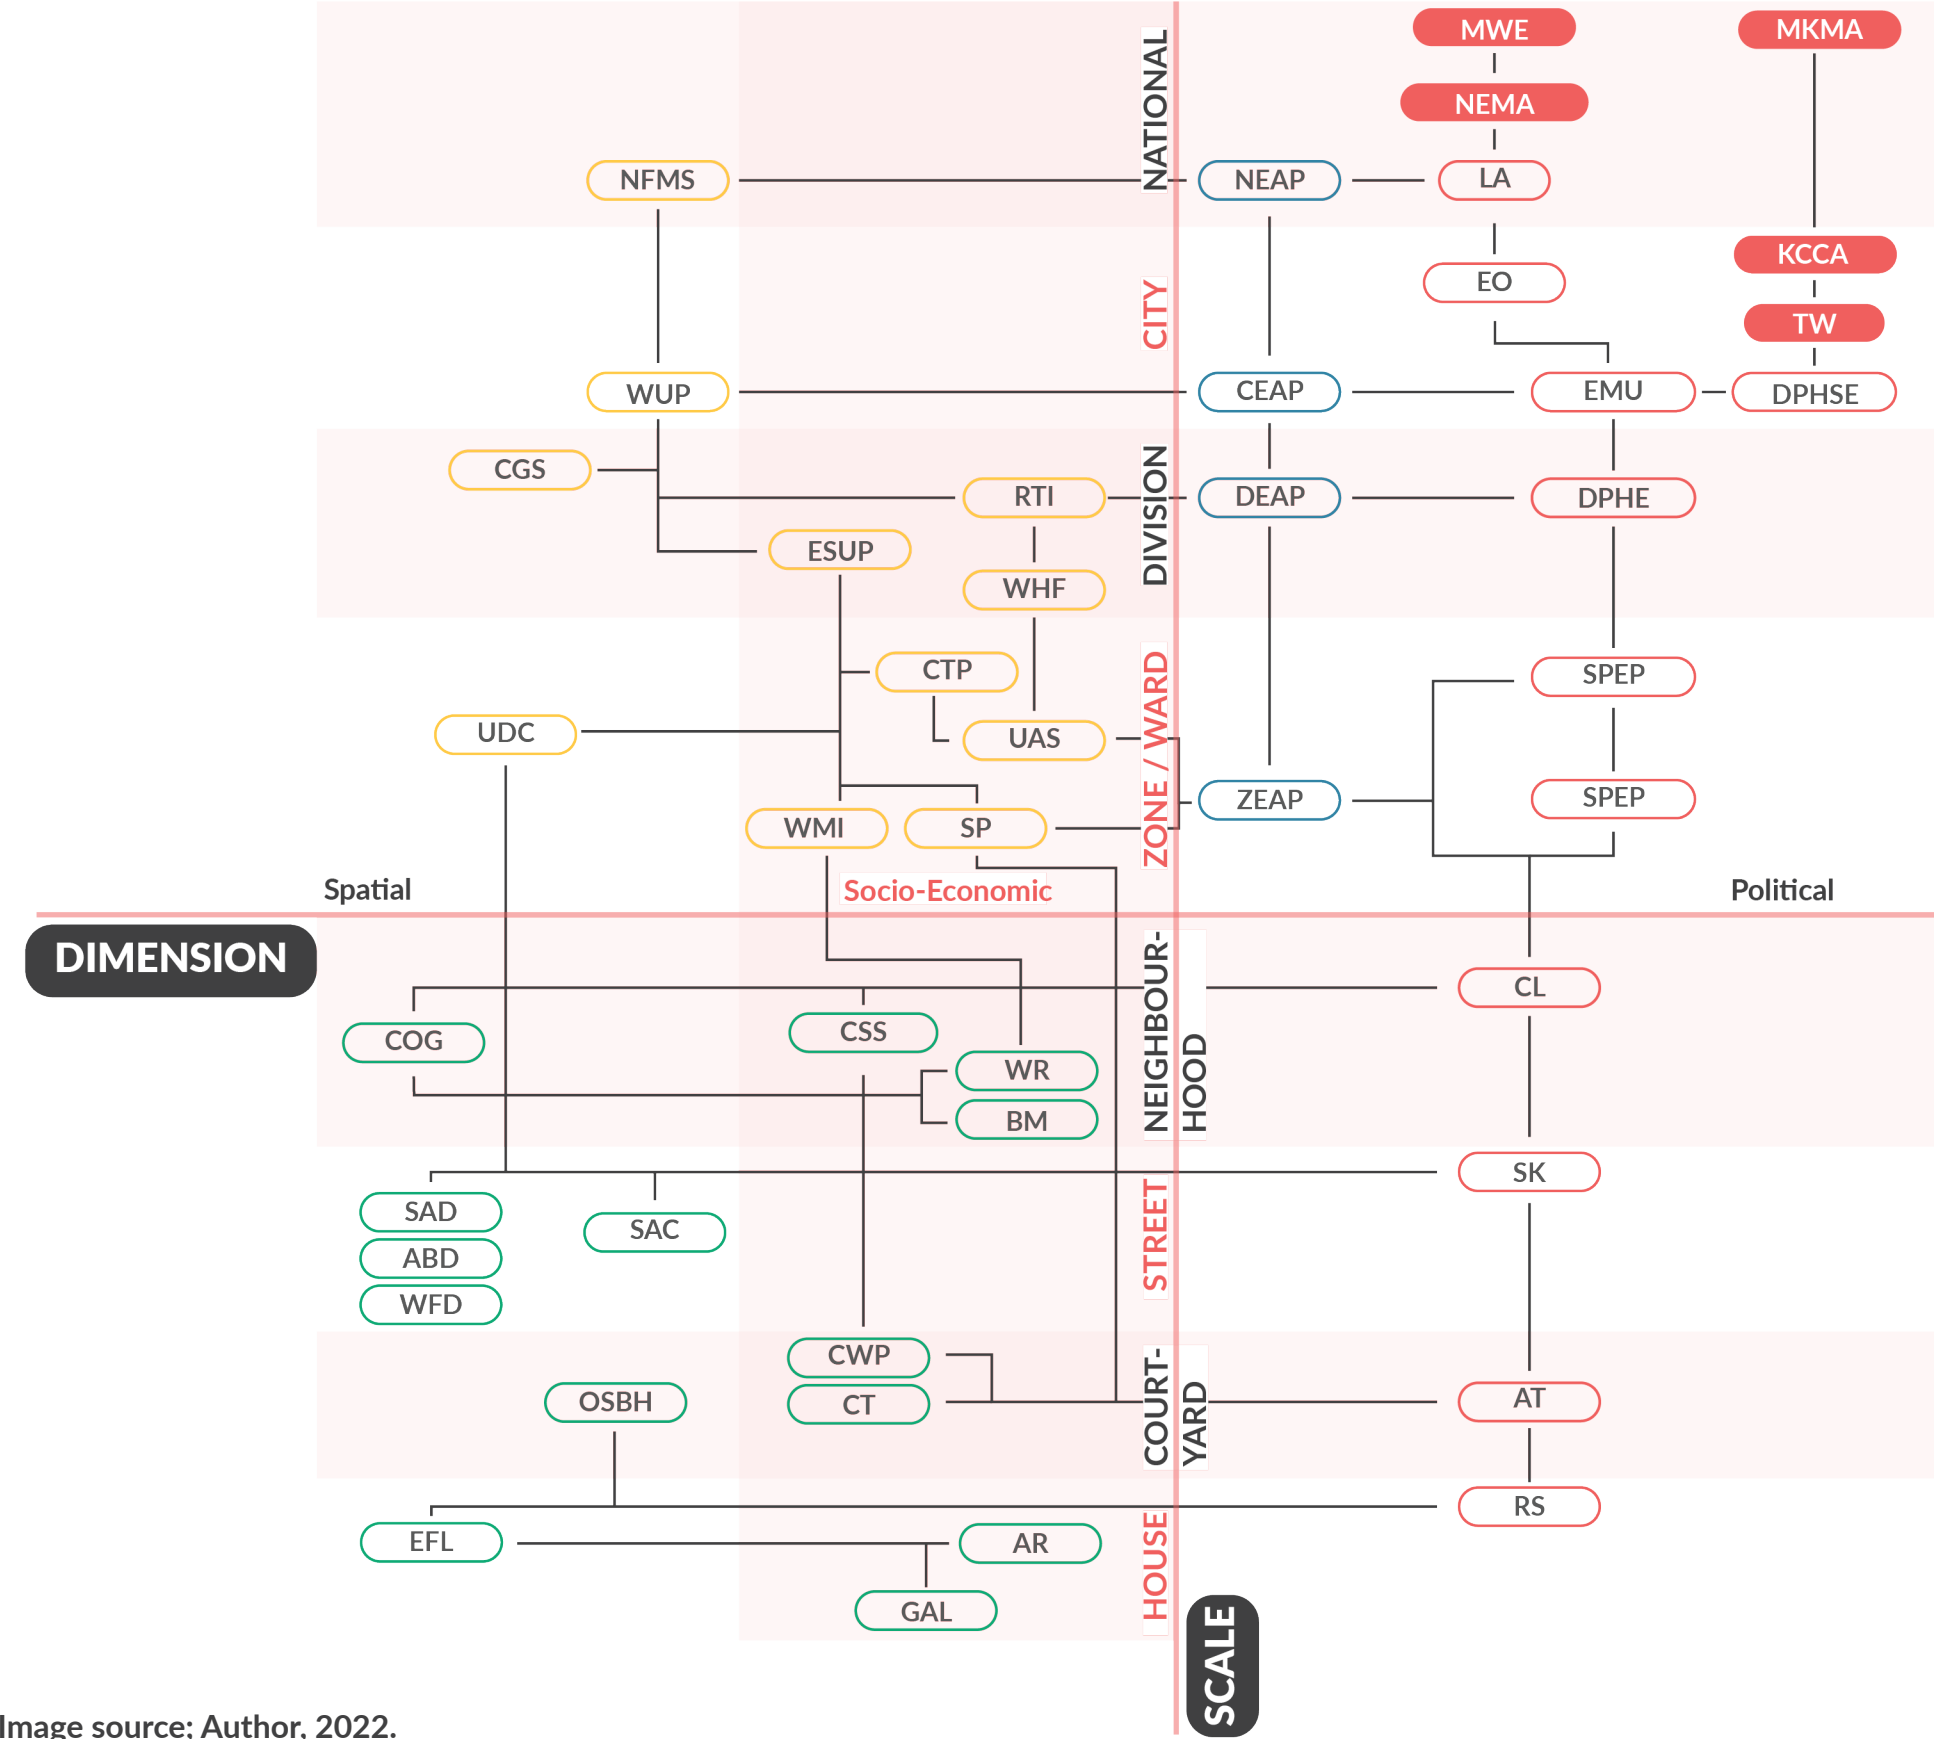 MWE
MKMA
NEMA
NATIONAL
NFMS
NEAP
LA
KCCA
EO
CITY
TW
WUP
CEAP
EMU
DPHSE
CGS
RTI
DIVISION
DEAP
DPHE
ESUP
WHF
CTP
SPEP
UDC
UAS
ZONE / WARD
ZEAP
SPEP
WMI
SP
Spatial
Socio-Economic
Political
DIMENSION
NEIGHBOUR-
HOOD
CL
COG
CSS
WR
BM
SK
SAD
SAC
STREET
ABD
WFD
CWP
COURT-
YARD
OSBH
CT
AT
RS
EFL
AR
HOUSE
GAL
SCALE
Image source; Author, 2022.